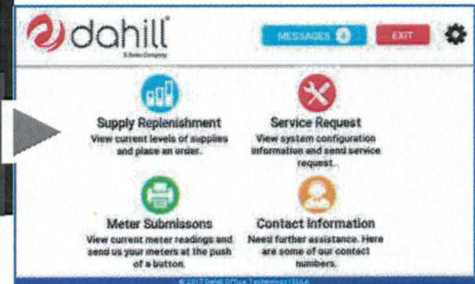 dahill
A Xerox Company
MESSAGES 4 EXIT
Supply Replenishment
View current levels of supplies
and place an order.
Service Request
View system configuration
information and send service
request.
Meter Submissons
View current meter readings and
send us your meters at the push
of a button.
Contact Information
Need further assistance. Here
are some of our contact
numbers.
© 2017 Dahill Office Technology | EULA